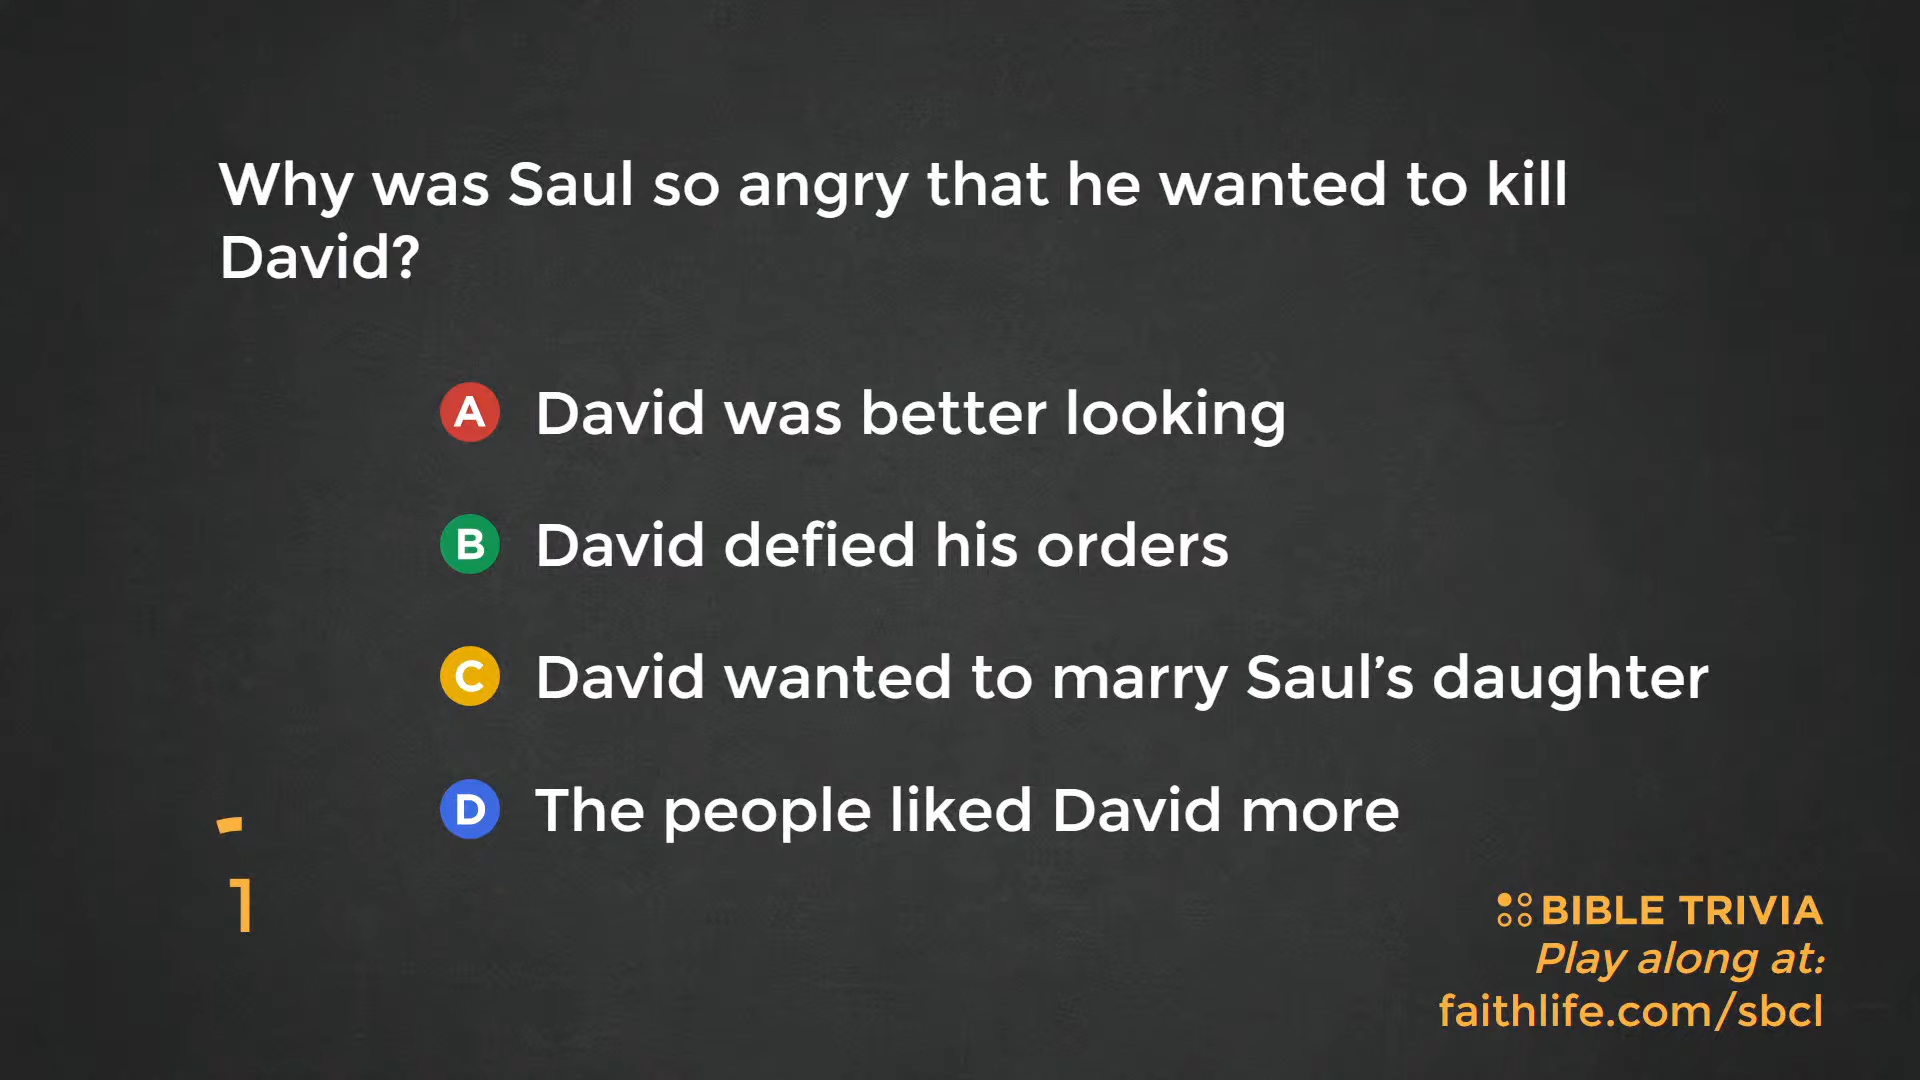 Why was Saul so angry that he wanted to kill
David?
A David was better looking
B David defied his orders
C David wanted to marry Saul’s daughter
D The people liked David more
1
BIBLE TRIVIA
Play along at:
faithlife.com/sbcl